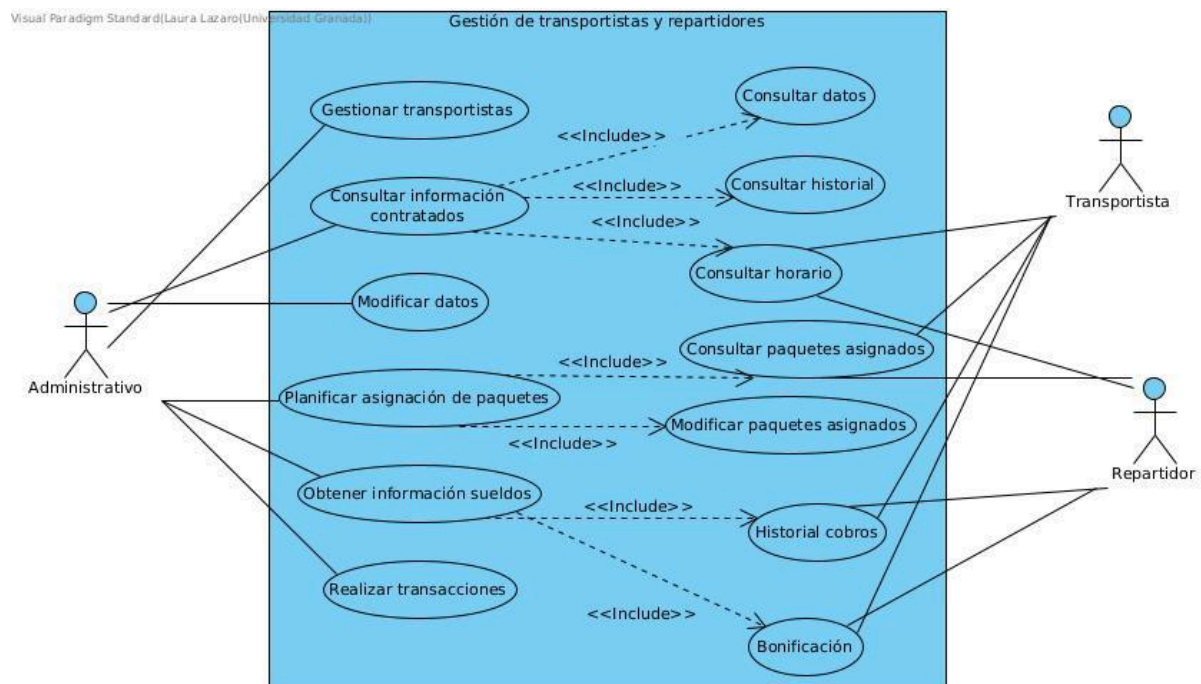 Visual Paradigm Standard(Laura Lazaro(Universidad Granada))
Gestión de transportistas y repartidores
Gestionar transportistas
Consultar datos
<<Include>>
Consultar información
contratados
<<Include>>
Consultar historial
<<Include>>
Transportista
Consultar horario
Modificar datos
Administrativo
Consultar paquetes asignados
<<Include>>
Planificar asignación de paquetes
Modificar paquetes asignados
<<Include>>
Repartidor
Obtener información sueldos
<<Include>>
Historial cobros
Realizar transacciones
<<Include>>
Bonificación